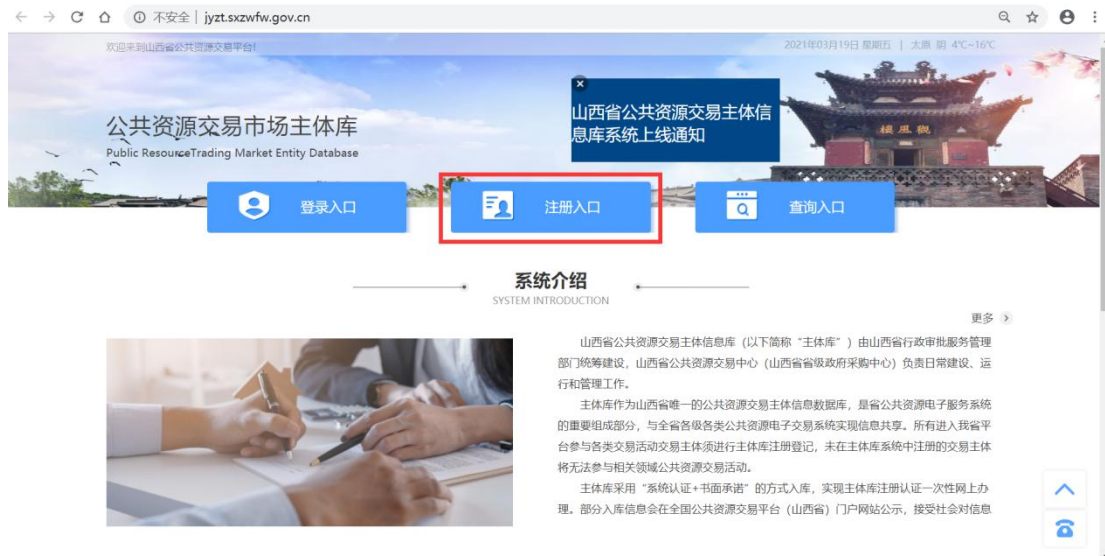 不安全 | jyzt.sxzwfw.gov.cn
欢迎来到山西省公共资源交易平台!
2021年03月19日 星期五 | 太原 阴 4℃~16℃
山西省公共资源交易主体信
息库系统上线通知
公共资源交易市场主体库
Public ResourceTrading Market Entity Database
樓凰觀
登录入口
注册入口
查询入口
系统介绍
SYSTEM INTRODUCTION
更多 >
山西省公共资源交易主体信息库（以下简称“主体库”）由山西省行政审批服务管理
部门统筹建设，山西省公共资源交易中心（山西省省级政府采购中心）负责日常建设、运
行和管理工作。
主体库作为山西省唯一的公共资源交易主体信息数据库，是省公共资源电子服务系统
的重要组成部分，与全省各级各类公共资源电子交易系统实现信息共享。所有进入我省平
台参与各类交易活动交易主体须进行主体库注册登记，未在主体库系统中注册的交易主体
将无法参与相关领域公共资源交易活动。
主体库采用“系统认证+书面承诺”的方式入库，实现主体库注册认证一次性网上办
理。部分入库信息会在全国公共资源交易平台（山西省）门户网站公示，接受社会对信息